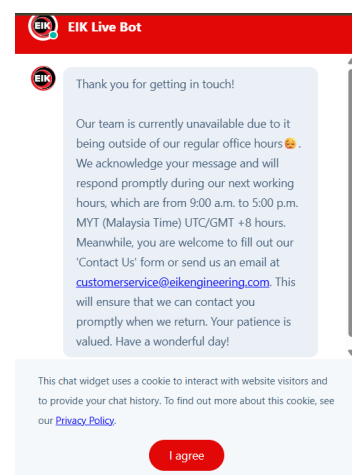 EIK EIK Live Bot
EIK
Thank you for getting in touch!
Our team is currently unavailable due to it
being outside of our regular office hours😊.
We acknowledge your message and will
respond promptly during our next working
hours, which are from 9:00 a.m. to 5:00 p.m.
MYT (Malaysia Time) UTC/GMT +8 hours.
Meanwhile, you are welcome to fill out our
'Contact Us' form or send us an email at
customerservice@eikengineering.com. This
will ensure that we can contact you
promptly when we return. Your patience is
valued. Have a wonderful day!
This chat widget uses a cookie to interact with website visitors and
to provide your chat history. To find out more about this cookie, see
our Privacy Policy.
I agree